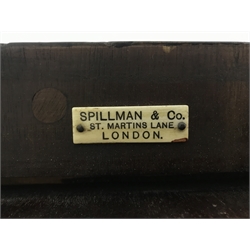 SPILLMAN & Co.
ST. MARTINS LANE
LONDON.